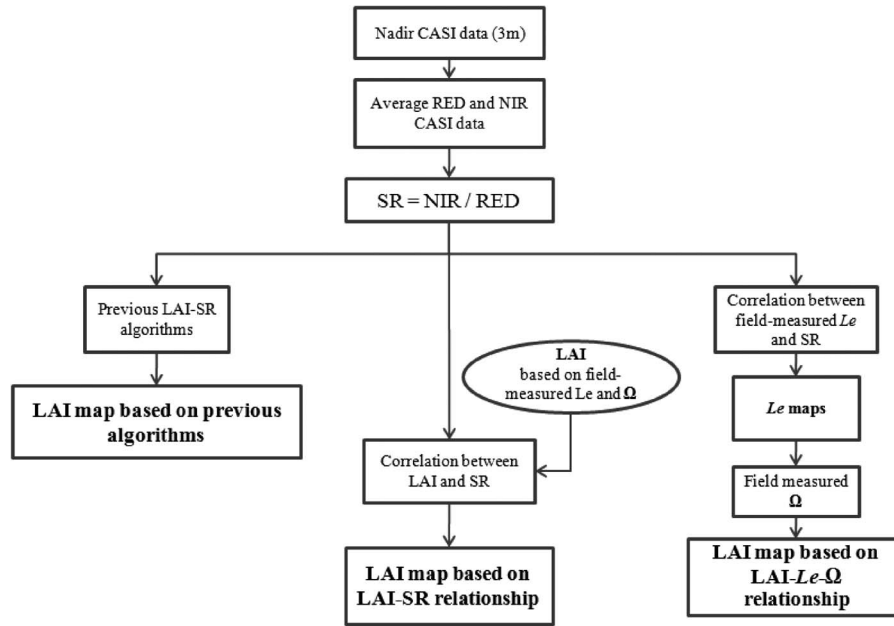 Nadir CASI data (3m)
Average RED and NIR
CASI data
SR = NIR / RED
Previous LAI-SR
algorithms
LAI map based on previous
algorithms
LAI
based on field-
measured Le and Ω
Correlation between
LAI and SR
LAI map based on
LAI-SR relationship
Correlation between
field-measured Le
and SR
Le maps
Field measured
Ω
LAI map based on
LAI-Le-Ω
relationship